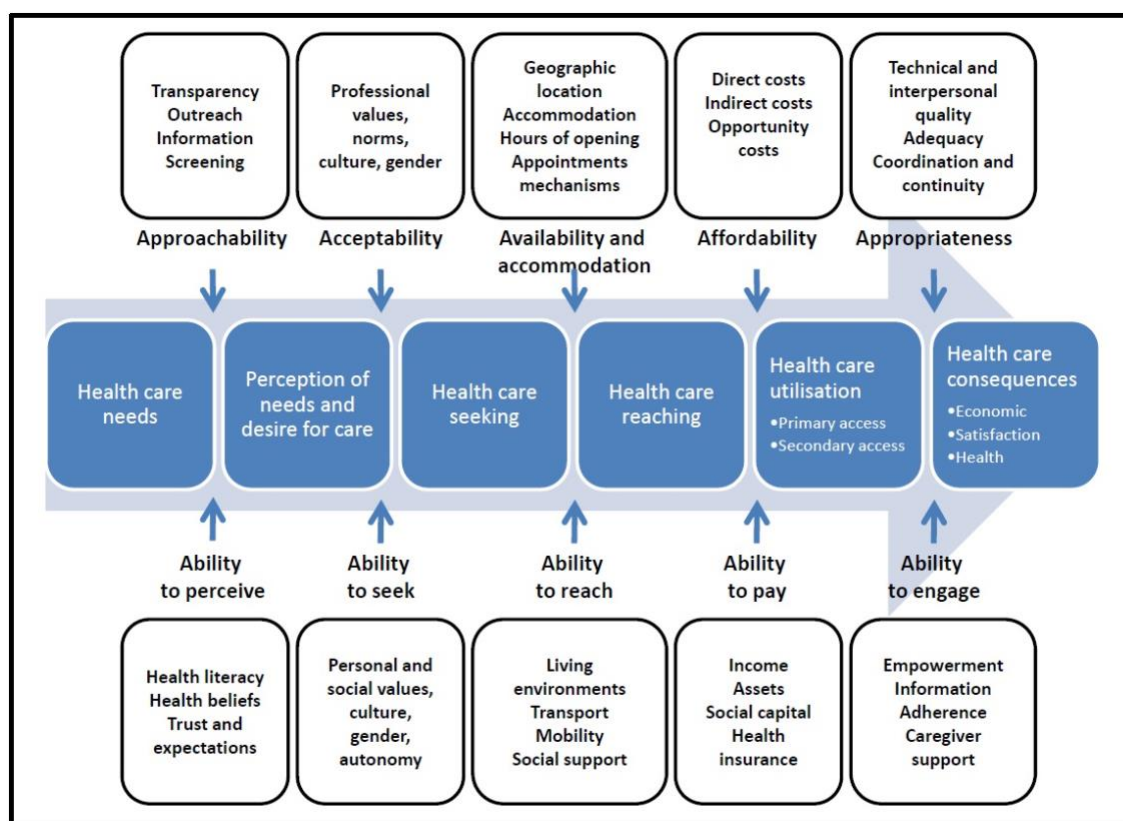 Transparency
Outreach
Information
Screening
Professional
values,
norms,
culture, gender
Geographic
location
Accommodation
Hours of opening
Appointments
mechanisms
Direct costs
Indirect costs
Opportunity
costs
Technical and
interpersonal
quality
Adequacy
Coordination and
continuity
Approachability
Acceptability
Availability and
accommodation
Affordability
Appropriateness
Health care
needs
Perception of
needs and
desire for care
Health care
seeking
Health care
reaching
Health care
utilisation
•Primary access
•Secondary access
Health care
consequences
•Economic
•Satisfaction
•Health
Ability
to perceive
Ability
to seek
Ability
to reach
Ability
to pay
Ability
to engage
Health literacy
Health beliefs
Trust and
expectations
Personal and
social values,
culture,
gender,
autonomy
Living
environments
Transport
Mobility
Social support
Income
Assets
Social capital
Health
insurance
Empowerment
Information
Adherence
Caregiver
support